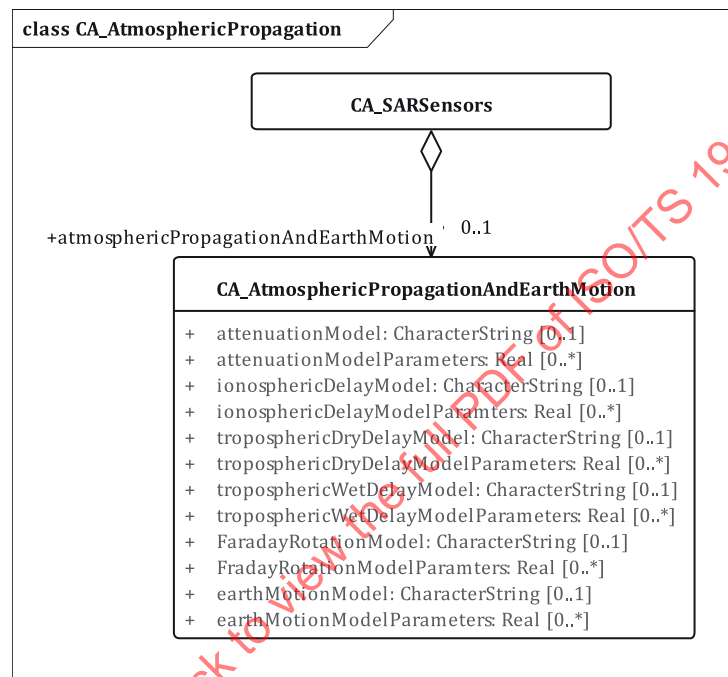 class CA_AtmosphericPropagation
CA_SARSensors
+atmosphericPropagationAndEarthMotion 0..1
CA_AtmosphericPropagationAndEarthMotion
+ attenuationModel: CharacterString [0..1]
+ attenuationModelParameters: Real [0..*]
+ ionosphericDelayModel: CharacterString [0..1]
+ ionosphericDelayModelParamters: Real [0..*]
+ troposphericDryDelayModel: CharacterString [0..1]
+ troposphericDryDelayModelParameters: Real [0..*]
+ troposphericWetDelayModel: CharacterString [0..1]
+ troposphericWetDelayModelParameters: Real [0..*]
+ FaradayRotationModel: CharacterString [0..1]
+ FradayRotationModelParamters: Real [0..*]
+ earthMotionModel: CharacterString [0..1]
+ earthMotionModelParameters: Real [0..*]
to view the full PDF of ISO/TS 19